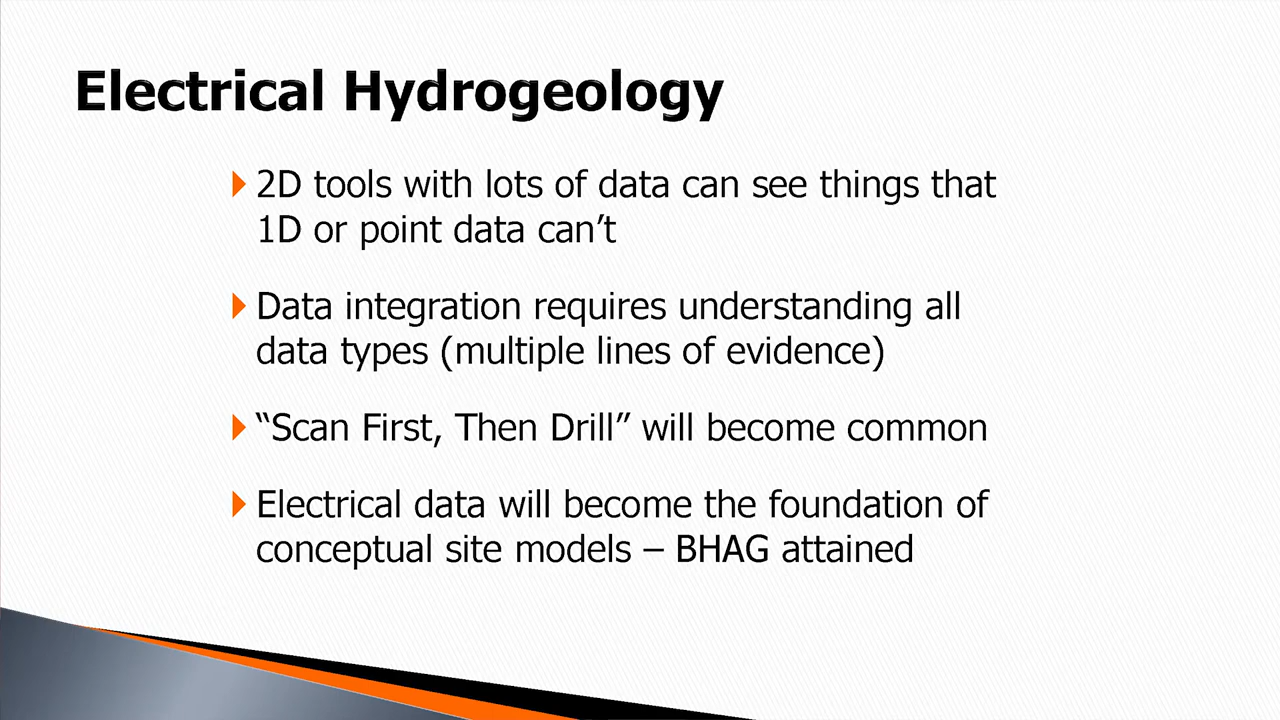 Electrical Hydrogeology
2D tools with lots of data can see things that
1D or point data can’t
Data integration requires understanding all
data types (multiple lines of evidence)
“Scan First, Then Drill” will become common
Electrical data will become the foundation of
conceptual site models – BHAG attained